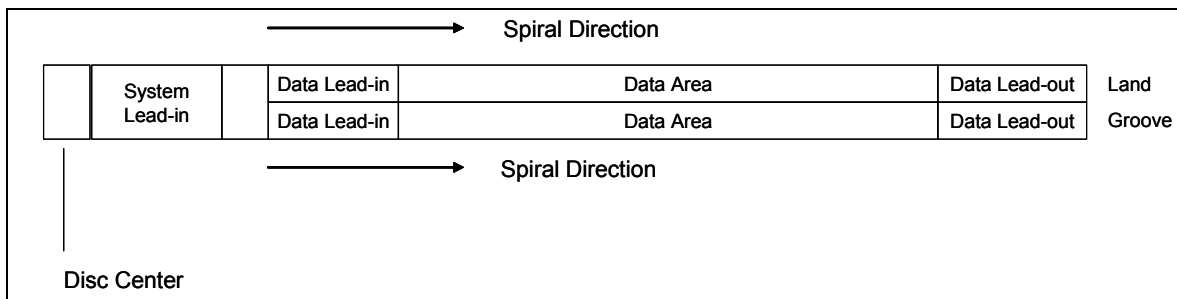 Spiral Direction
System
Lead-in
Data Lead-in Data Area Data Lead-out Land
Data Lead-in Data Area Data Lead-out Groove
Spiral Direction
Disc Center